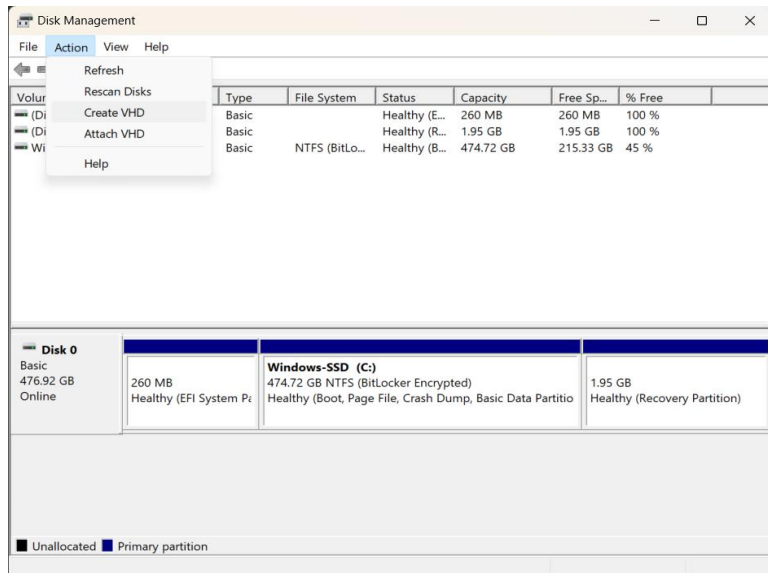 Disk Management
File Action View Help
Refresh
Rescan Disks
Create VHD
Attach VHD
Help
Type File System Status Capacity Free Sp... % Free
(Di Basic Healthy (E... 260 MB 260 MB 100 %
(Di Basic Healthy (R... 1.95 GB 1.95 GB 100 %
Wi Basic NTFS (BitLo... Healthy (B... 474.72 GB 215.33 GB 45 %
Disk 0
Basic
476.92 GB
Online
260 MB
Healthy (EFI System Pa
Windows-SSD (C:)
474.72 GB NTFS (BitLocker Encrypted)
Healthy (Boot, Page File, Crash Dump, Basic Data Partitio
1.95 GB
Healthy (Recovery Partition)
Unallocated Primary partition